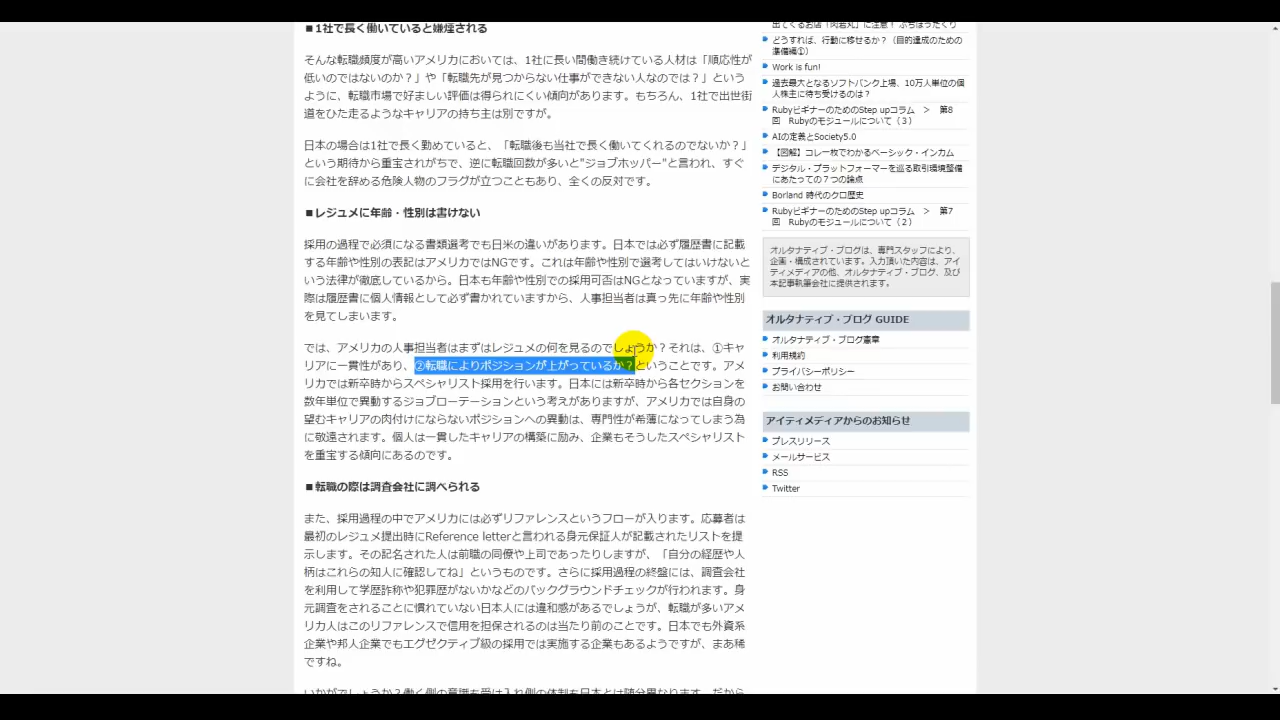 ■1社で長く働いていると嫌煙される
そんな転職頻度が高いアメリカにおいては、1社に長い間働き続けている人材は「順応性が
低いのではないのか？」や「転職先が見つからない仕事ができない人なのでは？」という
ように、転職市場で好ましい評価は得られにくい傾向があります。もちろん、1社で出世街
道をひた走るようなキャリアの持ち主は別ですが。
日本の場合は1社で長く勤めていると、「転職後も当社で長く働いてくれるのでないか？」
という期待から重宝されがちで、逆に転職回数が多いと"ジョブホッパー"と言われ、すぐ
に会社を辞める危険人物のフラグが立つこともあり、全くの反対です。
■レジュメに年齢・性別は書けない
採用の過程で必須になる書類選考でも日米の違いがあります。日本では必ず履歴書に記載
する年齢や性別の表記はアメリカではNGです。これは年齢や性別で選考してはいけないと
いう法律が徹底しているから。日本も年齢や性別での採用可否はNGとなっていますが、実
際は履歴書に個人情報として必ず書かれていますから、人事担当者は真っ先に年齢や性別
を見てしまいます。
では、アメリカの人事担当者はまずはレジュメの何を見るのでしょうか？それは、①キャ
リアに一貫性があり、②転職によりポジションが上がっているか？ということです。アメ
リカでは新卒時からスペシャリスト採用を行います。日本には新卒時から各セクションを
数年単位で異動するジョブローテーションという考えがありますが、アメリカでは自身の
望むキャリアの肉付けにならないポジションへの異動は、専門性が希薄になってしまう為
に敬遠されます。個人は一貫したキャリアの構築に励み、企業もそうしたスペシャリスト
を重宝する傾向にあるのです。
■転職の際は調査会社に調べられる
また、採用過程の中でアメリカには必ずリファレンスというフローが入ります。応募者は
最初のレジュメ提出時にReference letterと言われる身元保証人が記載されたリストを提
示します。その記名された人は前職の同僚や上司であったりしますが、「自分の経歴や人
柄はこれらの知人に確認してね」というものです。さらに採用過程の終盤には、調査会社
を利用して学歴詐称や犯罪歴がないかなどのバックグラウンドチェックが行われます。身
元調査をされることに慣れていない日本人には違和感があるでしょうが、転職が多いアメ
リカ人はこのリファレンスで信用を担保されるのは当たり前のことです。日本でも外資系
企業や邦人企業でもエグゼクティブ級の採用では実施する企業もあるようですが、まあ稀
ですね。
いかがでしょうか？働く側の意識も受け入れ側の体制も日本とは随分異なります。だから
出てくるお店「肉若丸」に注意！ ぷちぼったくり
どうすれば、行動に移せるか？（目的達成のための
準備編①）
Work is fun!
過去最大となるソフトバンク上場、10万人単位の個
人株主に待ち受けるのは？
RubyビギナーのためのStep upコラム　＞　第8
回　Rubyのモジュールについて（3）
AIの定義とSociety5.0
【図解】コレ一枚でわかるベーシック・インカム
デジタル・プラットフォーマーを巡る取引環境整備
にあたっての７つの論点
Borland 時代のクロ歴史
RubyビギナーのためのStep upコラム　＞　第7
回　Rubyのモジュールについて（2）
オルタナティブ・ブログは、専門スタッフにより、
企画・構成されています。入力頂いた内容は、アイ
ティメディアの他、オルタナティブ・ブログ、及び
本記事執筆会社に提供されます。
オルタナティブ・ブログ GUIDE
オルタナティブ・ブログ憲章
利用規約
プライバシーポリシー
お問い合わせ
アイティメディアからのお知らせ
プレスリリース
メールサービス
RSS
Twitter